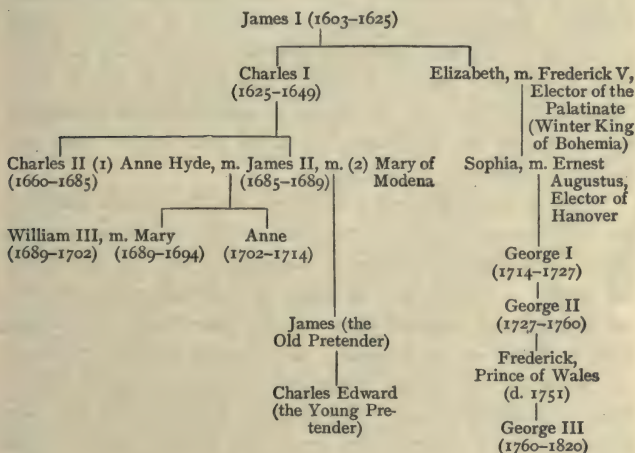 James I (1603–1625)
Charles I
(1625–1649)
Elizabeth, m. Frederick V,
Elector of the
Palatinate
(Winter King
of Bohemia)
Charles II (1) Anne Hyde, m. James II, m. (2) Mary of
(1660–1685) (1685–1689) Modena
Sophia, m. Ernest
Augustus,
Elector of
Hanover
William III, m. Mary Anne
(1689–1702) (1689–1694) (1702–1714)
George I
(1714–1727)
George II
(1727–1760)
James (the
Old Pretender)
Frederick,
Prince of Wales
(d. 1751)
Charles Edward
(the Young Pre-
tender)
George III
(1760–1820)